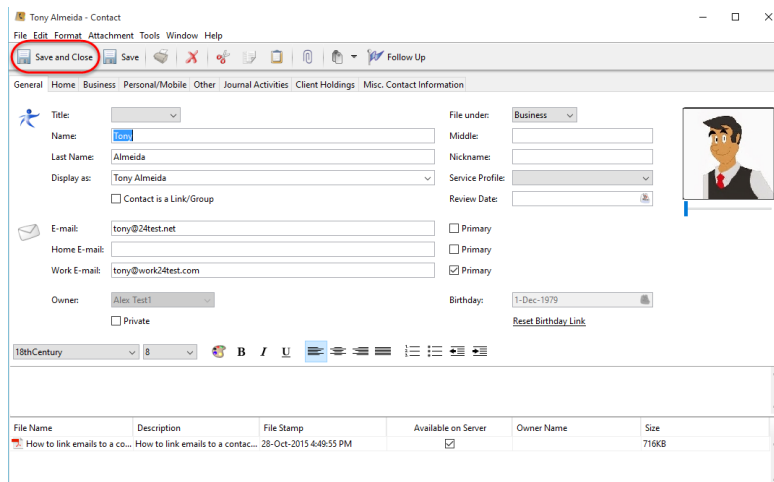 Tony Almeida - Contact
File Edit Format Attachment Tools Window Help
Save and Close Save Follow Up
General Home Business Personal/Mobile Other Journal Activities Client Holdings Misc. Contact Information
Title: File under: Business
Name: Tony Middle:
Last Name: Almeida Nickname:
Display as: Tony Almeida Service Profile:
Contact is a Link/Group Review Date:
E-mail: tony@24test.net Primary
Home E-mail: Primary
Work E-mail: tony@work24test.com Primary
Owner: Alex Test1 Birthday: 1-Dec-1979
Private Reset Birthday Link
18thCentury 8 B I U
File Name Description File Stamp Available on Server Owner Name Size
How to link emails to a co... How to link emails to a contac... 28-Oct-2015 4:49:55 PM 716KB